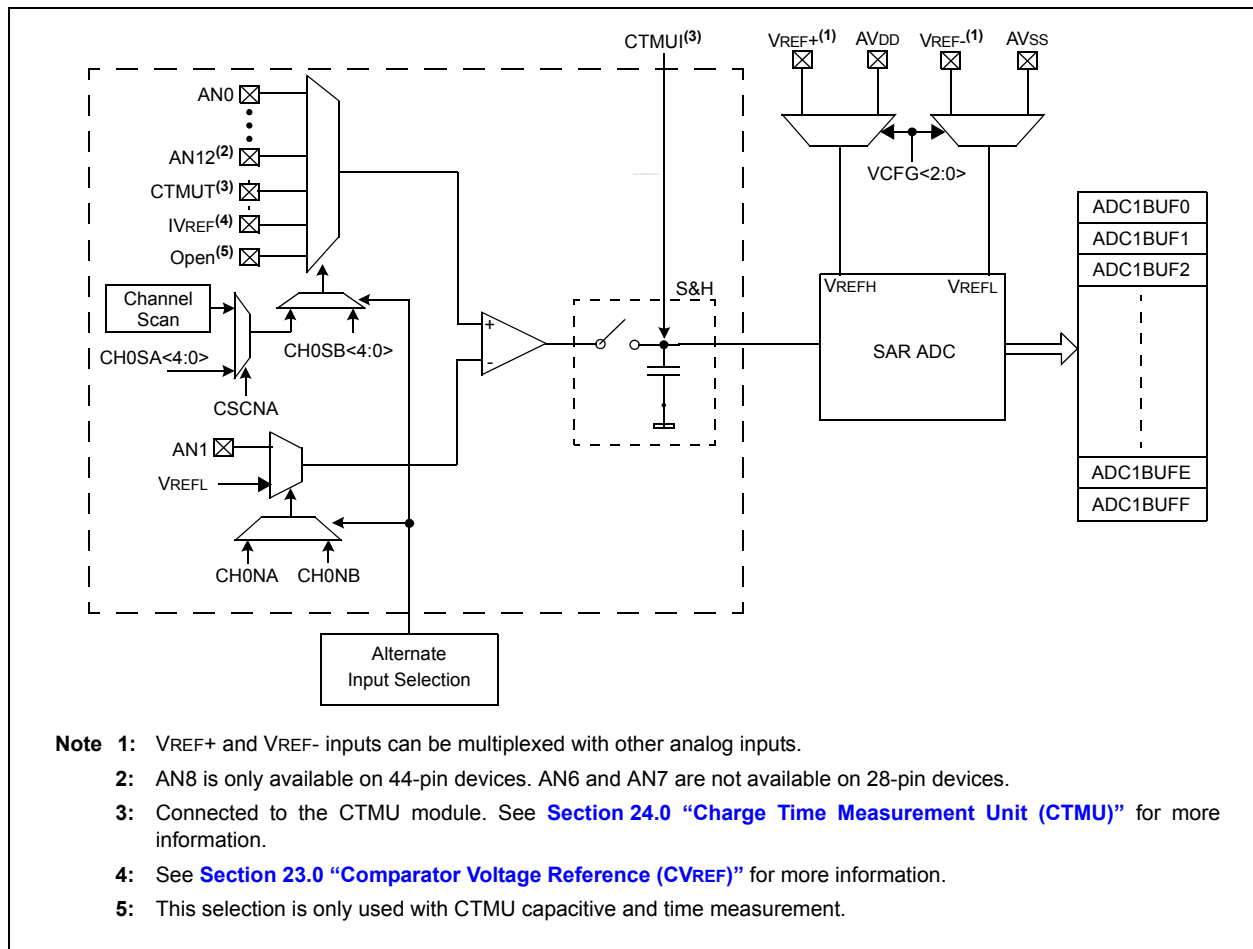 CTMUI(3)
VREF+(1) AVDD VREF-(1) AVSS
AN0
AN12(2)
CTMUT(3)
IVREF(4)
Open(5)
VCFG<2:0>
ADC1BUF0
ADC1BUF1
ADC1BUF2
Channel
Scan
S&H
VREFH VREFL
CH0SA<4:0>
CH0SB<4:0>
+
-
SAR ADC
CSCNA
AN1
VREFL
ADC1BUFE
ADC1BUFF
CH0NA CH0NB
Alternate
Input Selection
Note 1: VREF+ and VREF- inputs can be multiplexed with other analog inputs.
2: AN8 is only available on 44-pin devices. AN6 and AN7 are not available on 28-pin devices.
3: Connected to the CTMU module. See Section 24.0 “Charge Time Measurement Unit (CTMU)” for more
information.
4: See Section 23.0 “Comparator Voltage Reference (CVREF)” for more information.
5: This selection is only used with CTMU capacitive and time measurement.